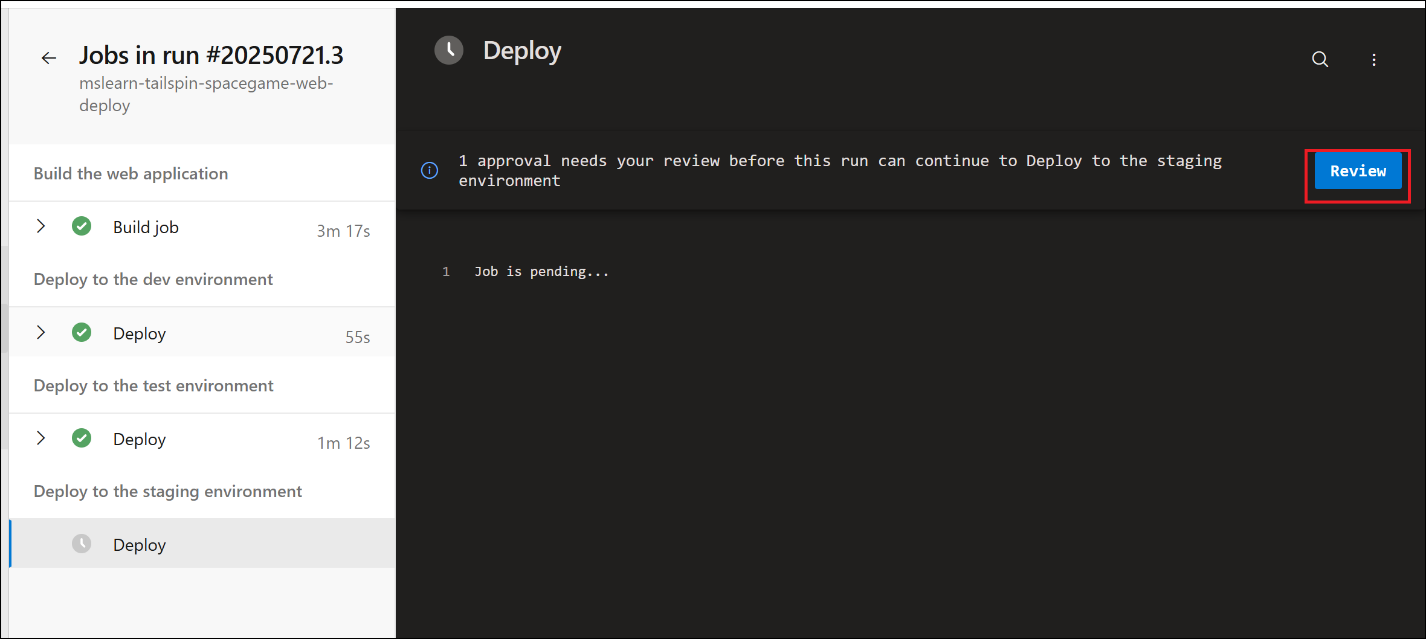 Jobs in run #20250721.3
mslearn-tailspin-spacegame-web-
deploy
Build the web application
Build job 3m 17s
Deploy to the dev environment
Deploy 55s
Deploy to the test environment
Deploy 1m 12s
Deploy to the staging environment
Deploy
Deploy
1 approval needs your review before this run can continue to Deploy to the staging
environment
Review
1 Job is pending...